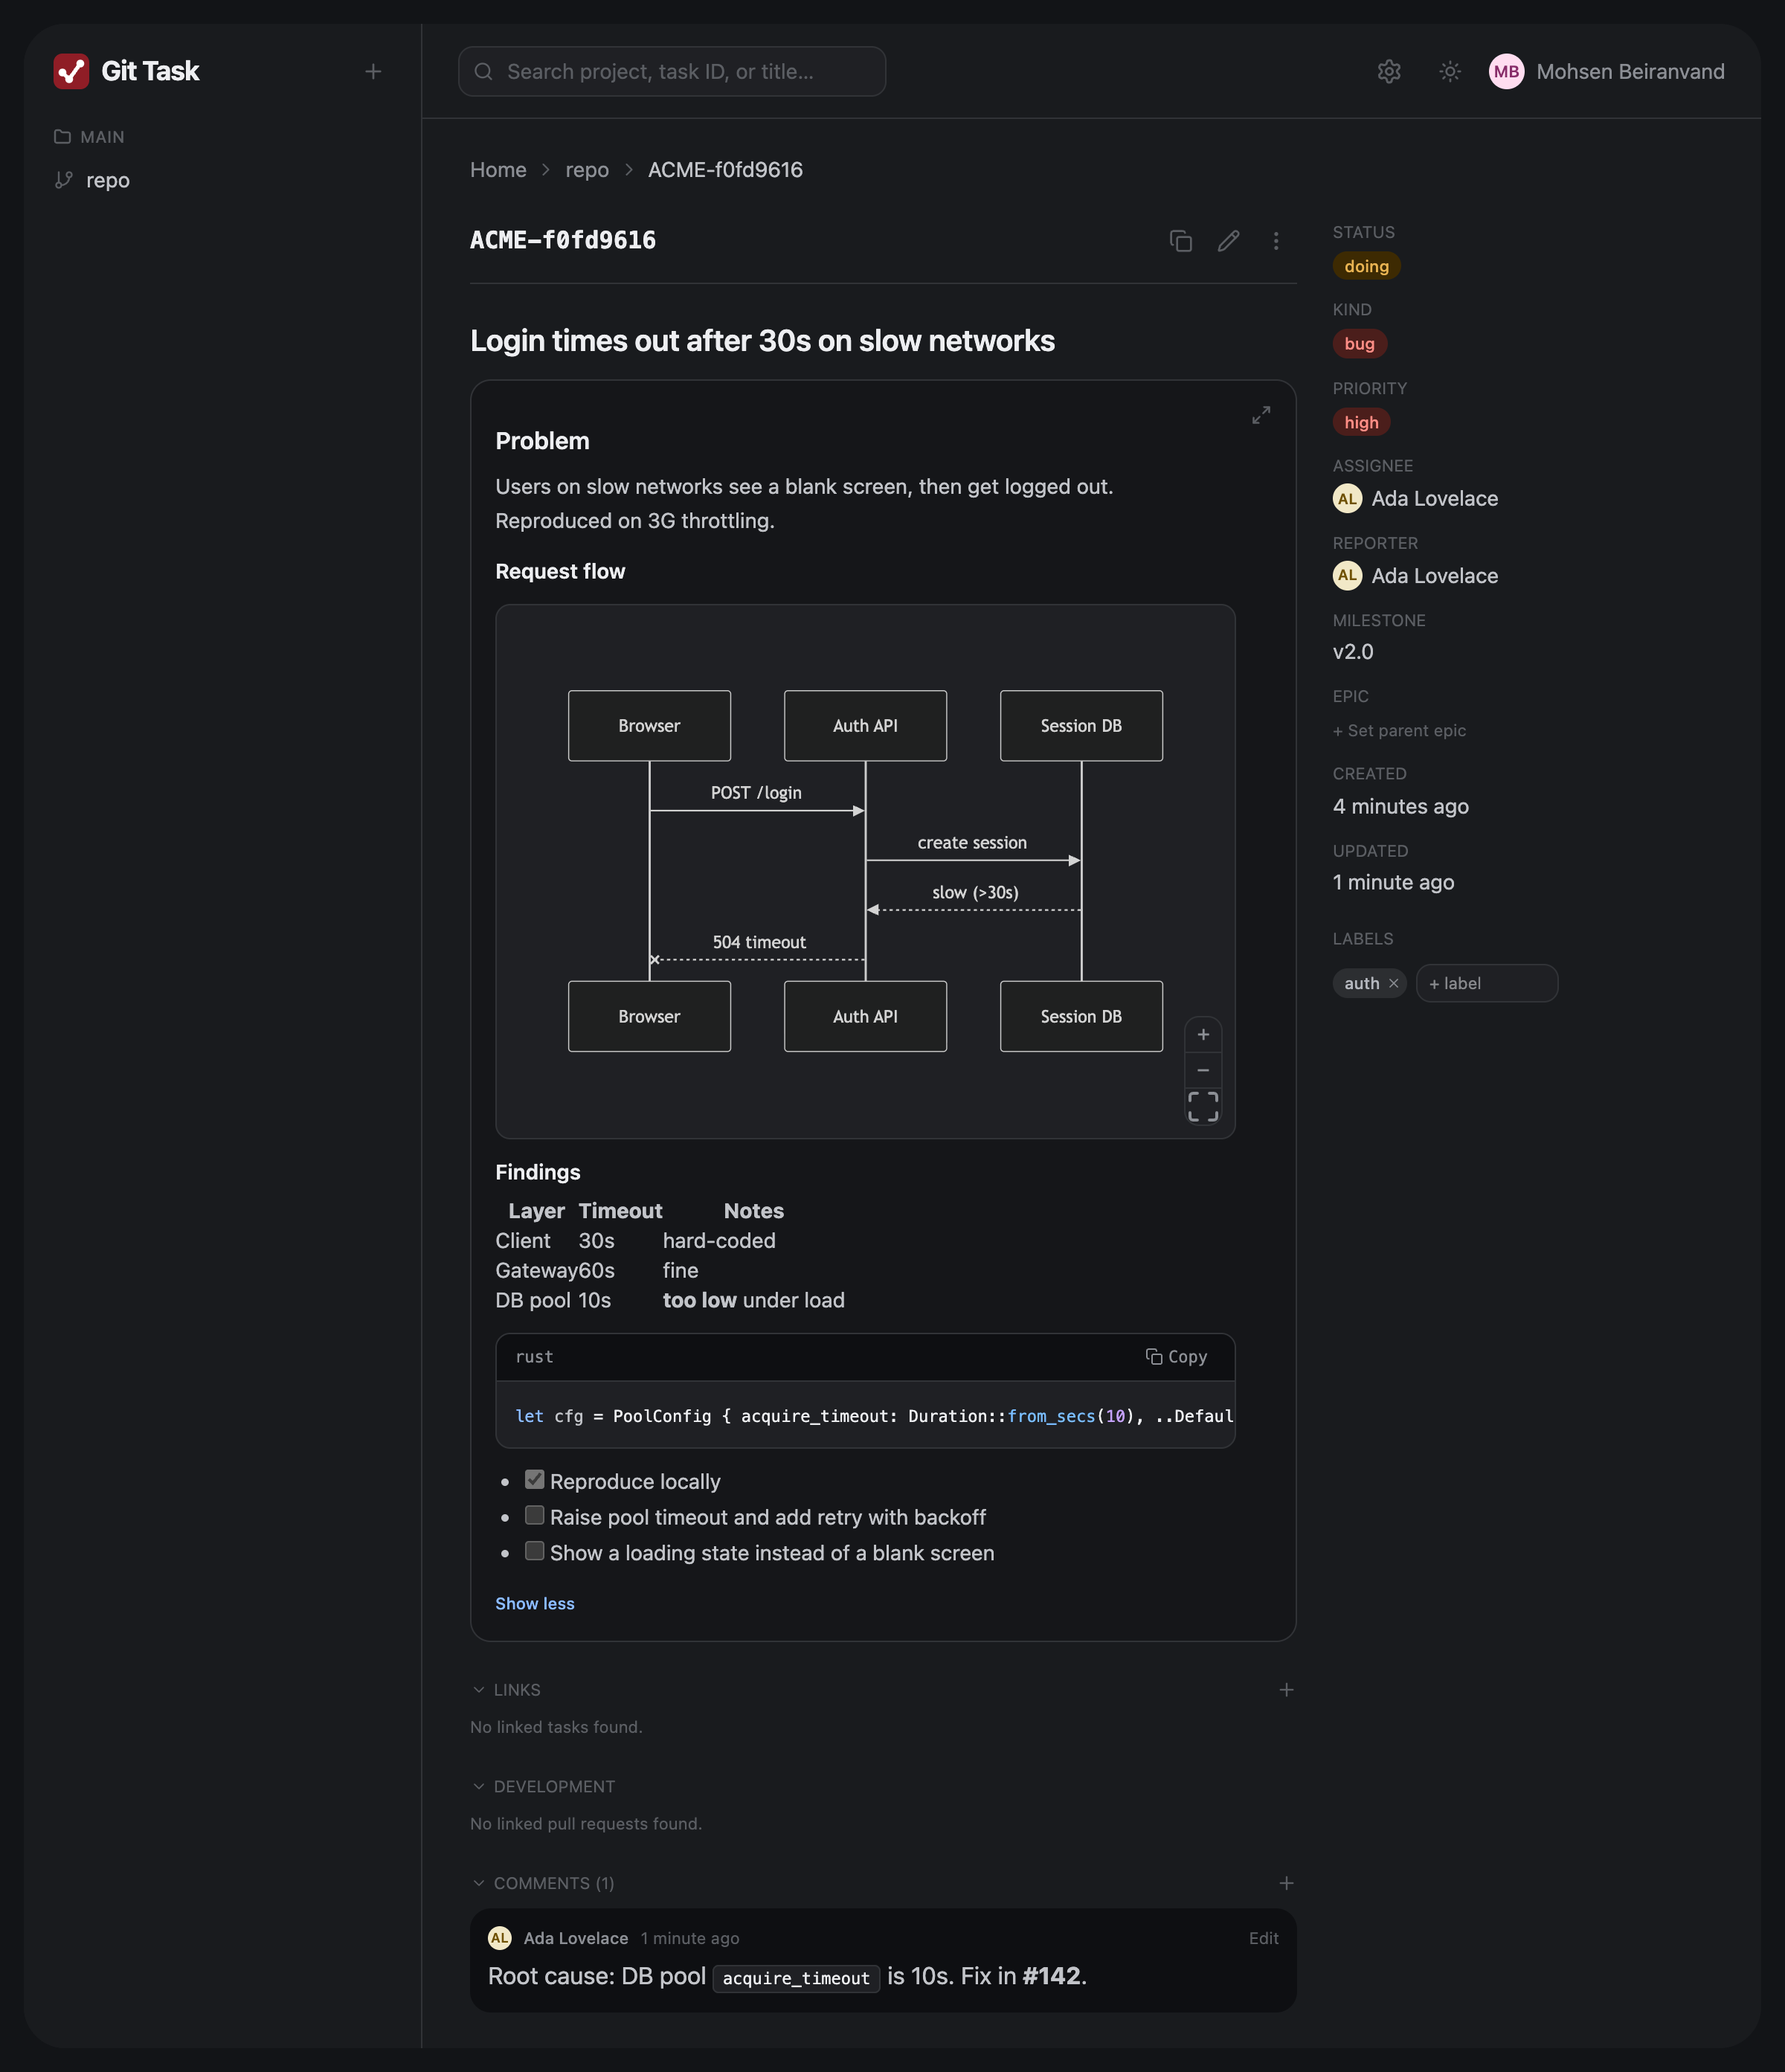 Git Task
Search project, task ID, or title...
MB Mohsen Beiranvand
MAIN
repo
Home > repo > ACME-f0fd9616
ACME-f0fd9616
Login times out after 30s on slow networks
Problem
Users on slow networks see a blank screen, then get logged out.
Reproduced on 3G throttling.
Request flow
Browser Auth API Session DB
POST /login
create session
slow (>30s)
504 timeout
Browser Auth API Session DB
Findings
Layer Timeout Notes
Client 30s hard-coded
Gateway 60s fine
DB pool 10s too low under load
rust Copy
let cfg = PoolConfig { acquire_timeout: Duration::from_secs(10), ..Defaul
Reproduce locally
Raise pool timeout and add retry with backoff
Show a loading state instead of a blank screen
Show less
LINKS
No linked tasks found.
DEVELOPMENT
No linked pull requests found.
COMMENTS (1)
AL Ada Lovelace 1 minute ago Edit
Root cause: DB pool acquire_timeout is 10s. Fix in #142.
STATUS
doing
KIND
bug
PRIORITY
high
ASSIGNEE
AL Ada Lovelace
REPORTER
AL Ada Lovelace
MILESTONE
v2.0
EPIC
+ Set parent epic
CREATED
4 minutes ago
UPDATED
1 minute ago
LABELS
auth × + label